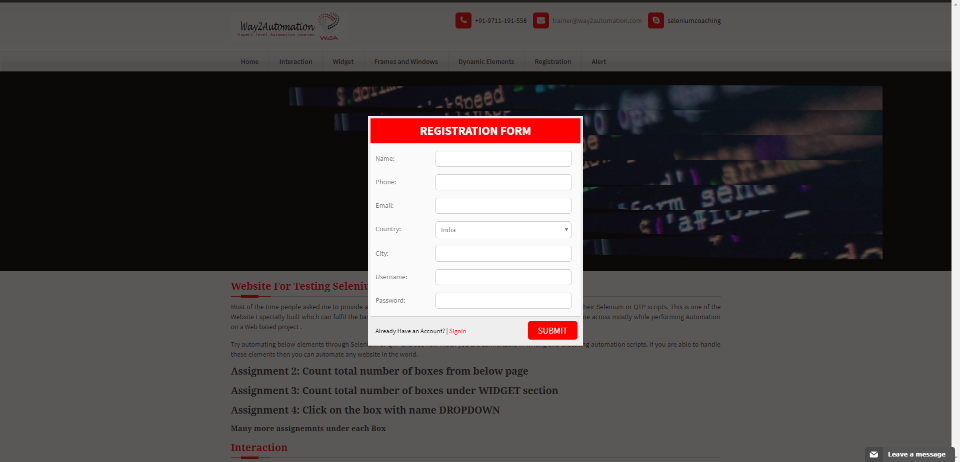 Way2Automation
+91-9711-191-558
trainer@way2automation.com
seleniumcoaching
Home
Interaction
Widget
Frames and Windows
Dynamic Elements
Registration
Alert
REGISTRATION FORM
Name:
Phone:
Email:
Country:
India
City:
Username:
Password:
Already Have an Account? | Signin
SUBMIT
Website For Testing Seleniu
Most of the time people asked me to provide a
Selenium or QTP scripts. This is one of the
Website I especially built which can fulfil the ba
across mostly while performing Automation
on a Web based project.
Try automating below elements through Selen
automation scripts. If you are able to handle
these elements then you can automate any website in the world.
Assignment 2: Count total number of boxes from below page
Assignment 3: Count total number of boxes under WIDGET section
Assignment 4: Click on the box with name DROPDOWN
Many more assignemnts under each Box
Interaction
Leave a message